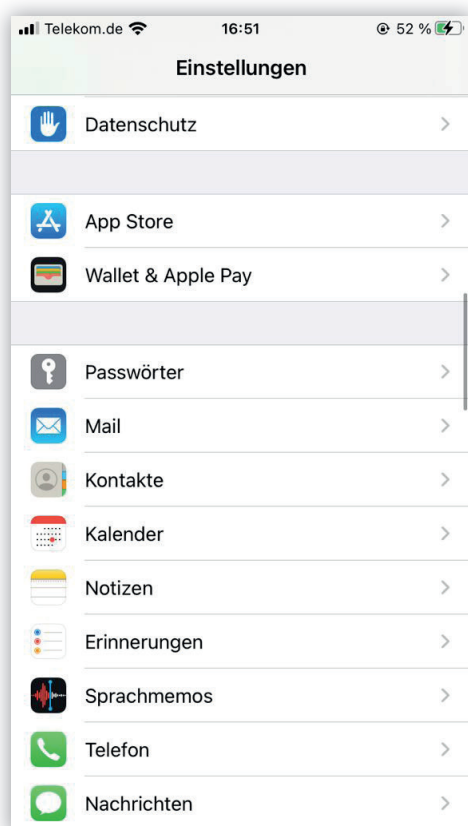 Telekom.de 16:51 52 %
Einstellungen
Datenschutz
App Store
Wallet & Apple Pay
Passwörter
Mail
Kontakte
Kalender
Notizen
Erinnerungen
Sprachmemos
Telefon
Nachrichten